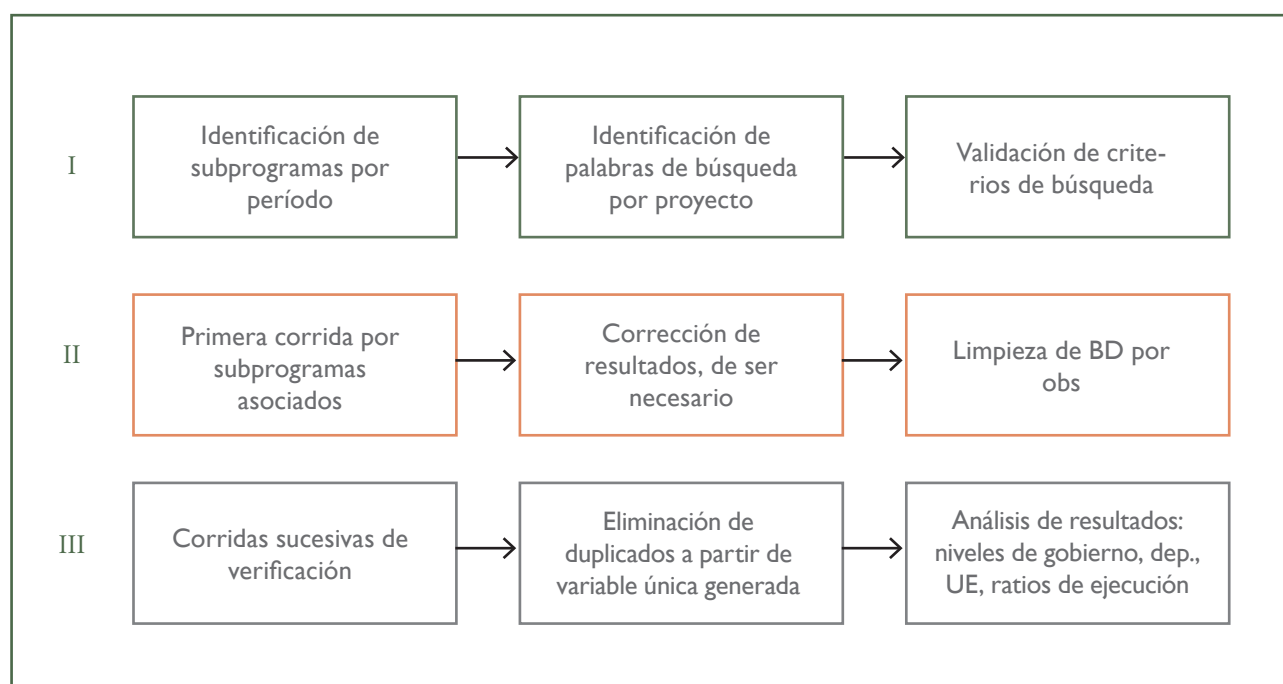 I
Identificación de
subprogramas por
período
Identificación de
palabras de búsqueda
por proyecto
Validación de crite-
rios de búsqueda
II
Primera corrida por
subprogramas
asociados
Corrección de
resultados, de ser
necesario
Limpieza de BD por
obs
III
Corridas sucesivas de
verificación
Eliminación de
duplicados a partir de
variable única generada
Análisis de resultados:
niveles de gobierno, dep.,
UE, ratios de ejecución